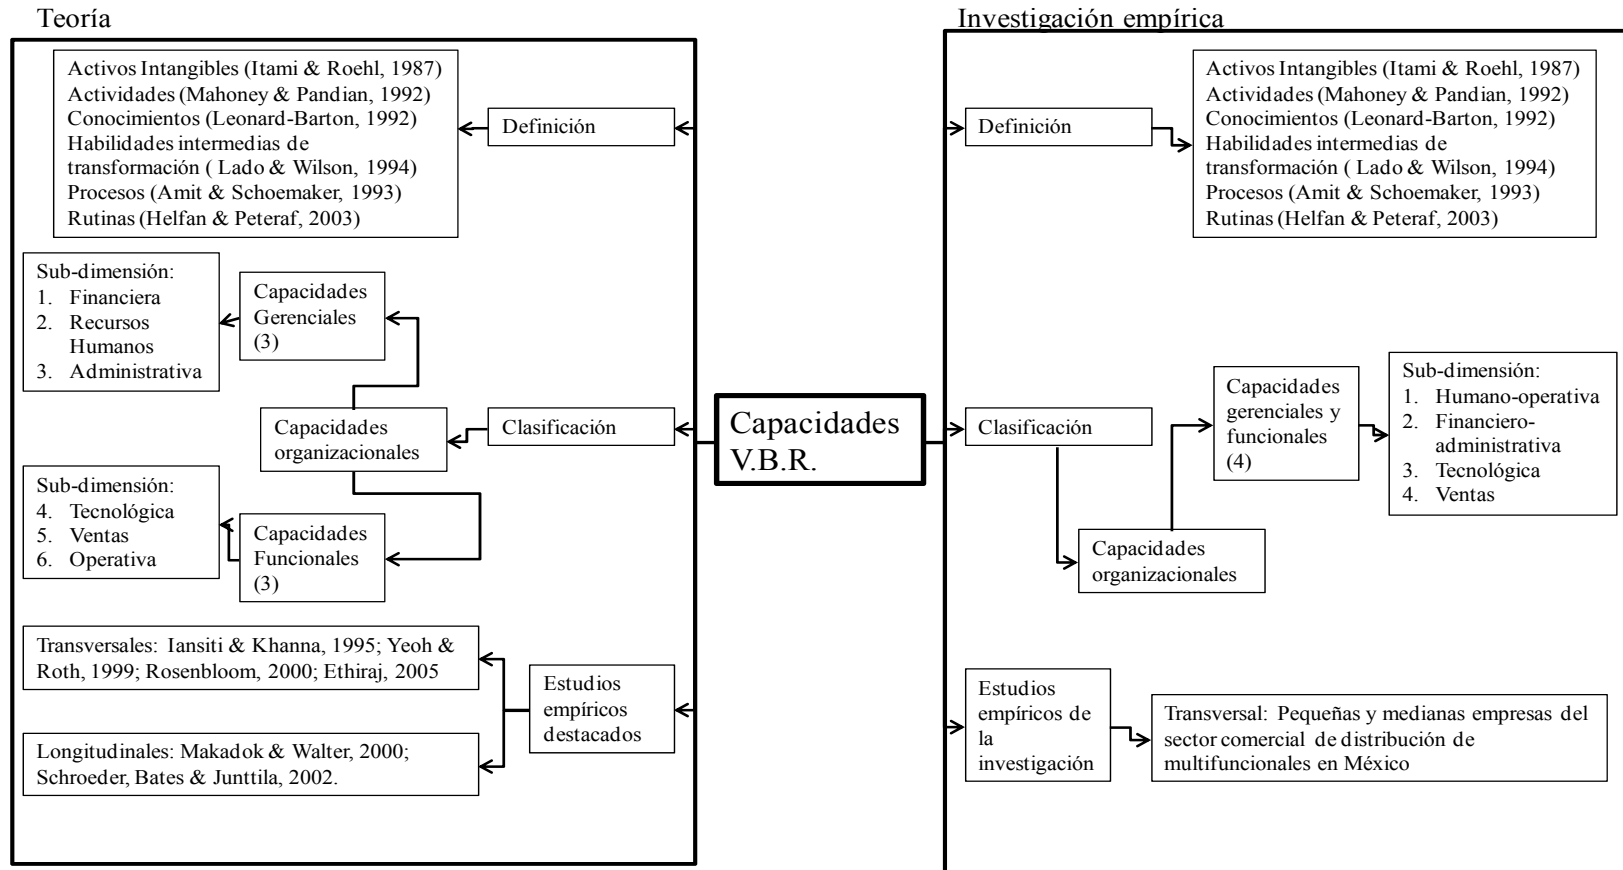 Teoría
Activos Intangibles (Itami & Roehl, 1987)
Actividades (Mahoney & Pandian, 1992)
Conocimientos (Leonard-Barton, 1992)
Habilidades intermedias de
transformación ( Lado & Wilson, 1994)
Procesos (Amit & Schoemaker, 1993)
Rutinas (Helfan & Peteraf, 2003)
Definición
Sub-dimensión:
1. Financiera
2. Recursos
Humanos
3. Administrativa
Capacidades
Gerenciales
(3)
Capacidades
organizacionales
Clasificación
Sub-dimensión:
4. Tecnológica
5. Ventas
6. Operativa
Capacidades
Funcionales
(3)
Transversales: Iansiti & Khanna, 1995; Yeoh &
Roth, 1999; Rosenbloom, 2000; Ethiraj, 2005
Longitudinales: Makadok & Walter, 2000;
Schroeder, Bates & Junttila, 2002.
Estudios
empíricos
destacados
Capacidades
V.B.R.
Investigación empírica
Definición
Activos Intangibles (Itami & Roehl, 1987)
Actividades (Mahoney & Pandian, 1992)
Conocimientos (Leonard-Barton, 1992)
Habilidades intermedias de
transformación ( Lado & Wilson, 1994)
Procesos (Amit & Schoemaker, 1993)
Rutinas (Helfan & Peteraf, 2003)
Clasificación
Capacidades
organizacionales
Capacidades
gerenciales y
funcionales
(4)
Sub-dimensión:
1. Humano-operativa
2. Financiero-
administrativa
3. Tecnológica
4. Ventas
Estudios
empíricos de
la
investigación
Transversal: Pequeñas y medianas empresas del
sector comercial de distribución de
multifuncionales en México